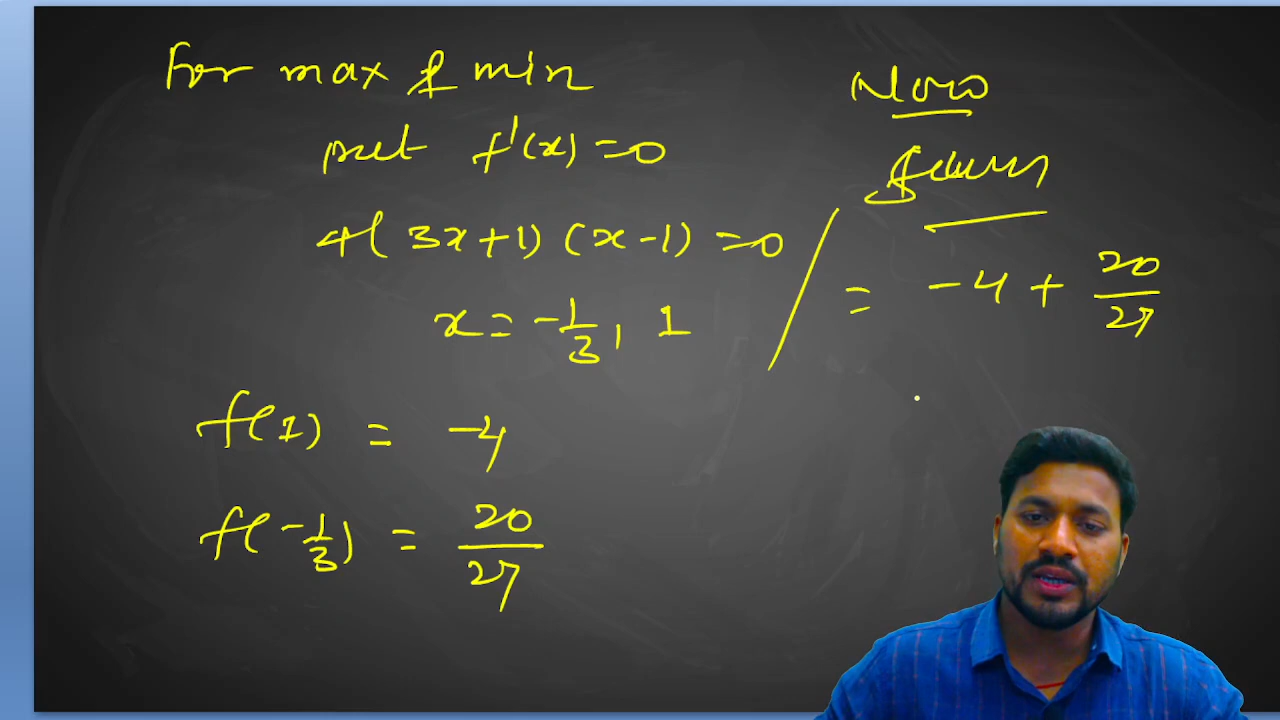 For max & min
put f'(x) = 0
4(3x+1)(x-1) = 0
x = -1/3, 1
f(1) = -4
f(-1/3) = 20/27
Now
= -4 + 20/27